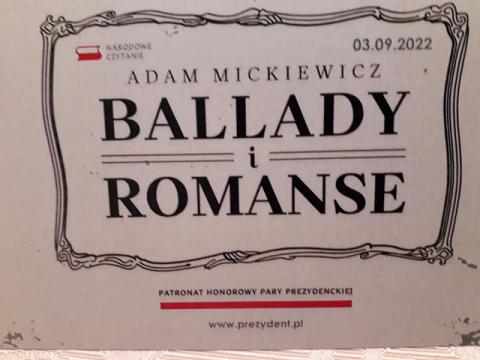 NARODOWE
CZYTANIE
03.09.2022
ADAM MICKIEWICZ
BALLADY
i
ROMANSE
PATRONAT HONOROWY PARY PREZYDENCKIEJ
www.prezydent.pl